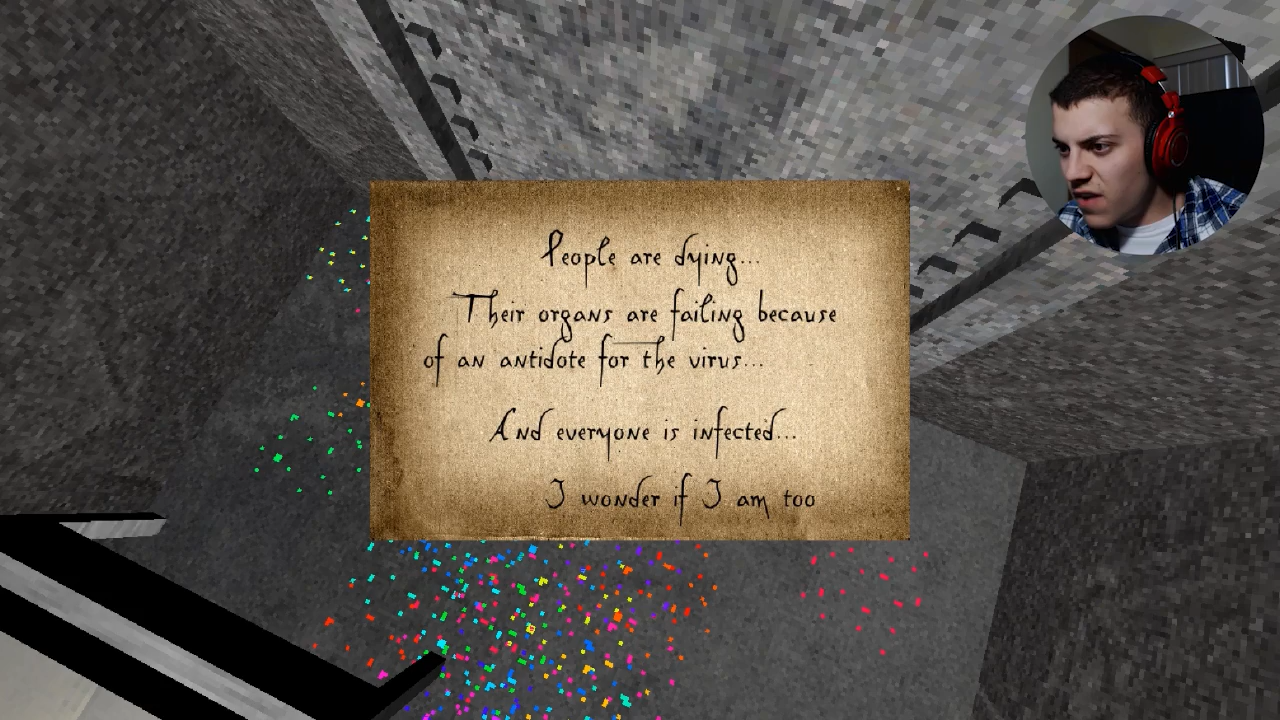 People are dying...
Their organs are failing because
of an antidote for the virus...
And everyone is infected...
I wonder if I am too